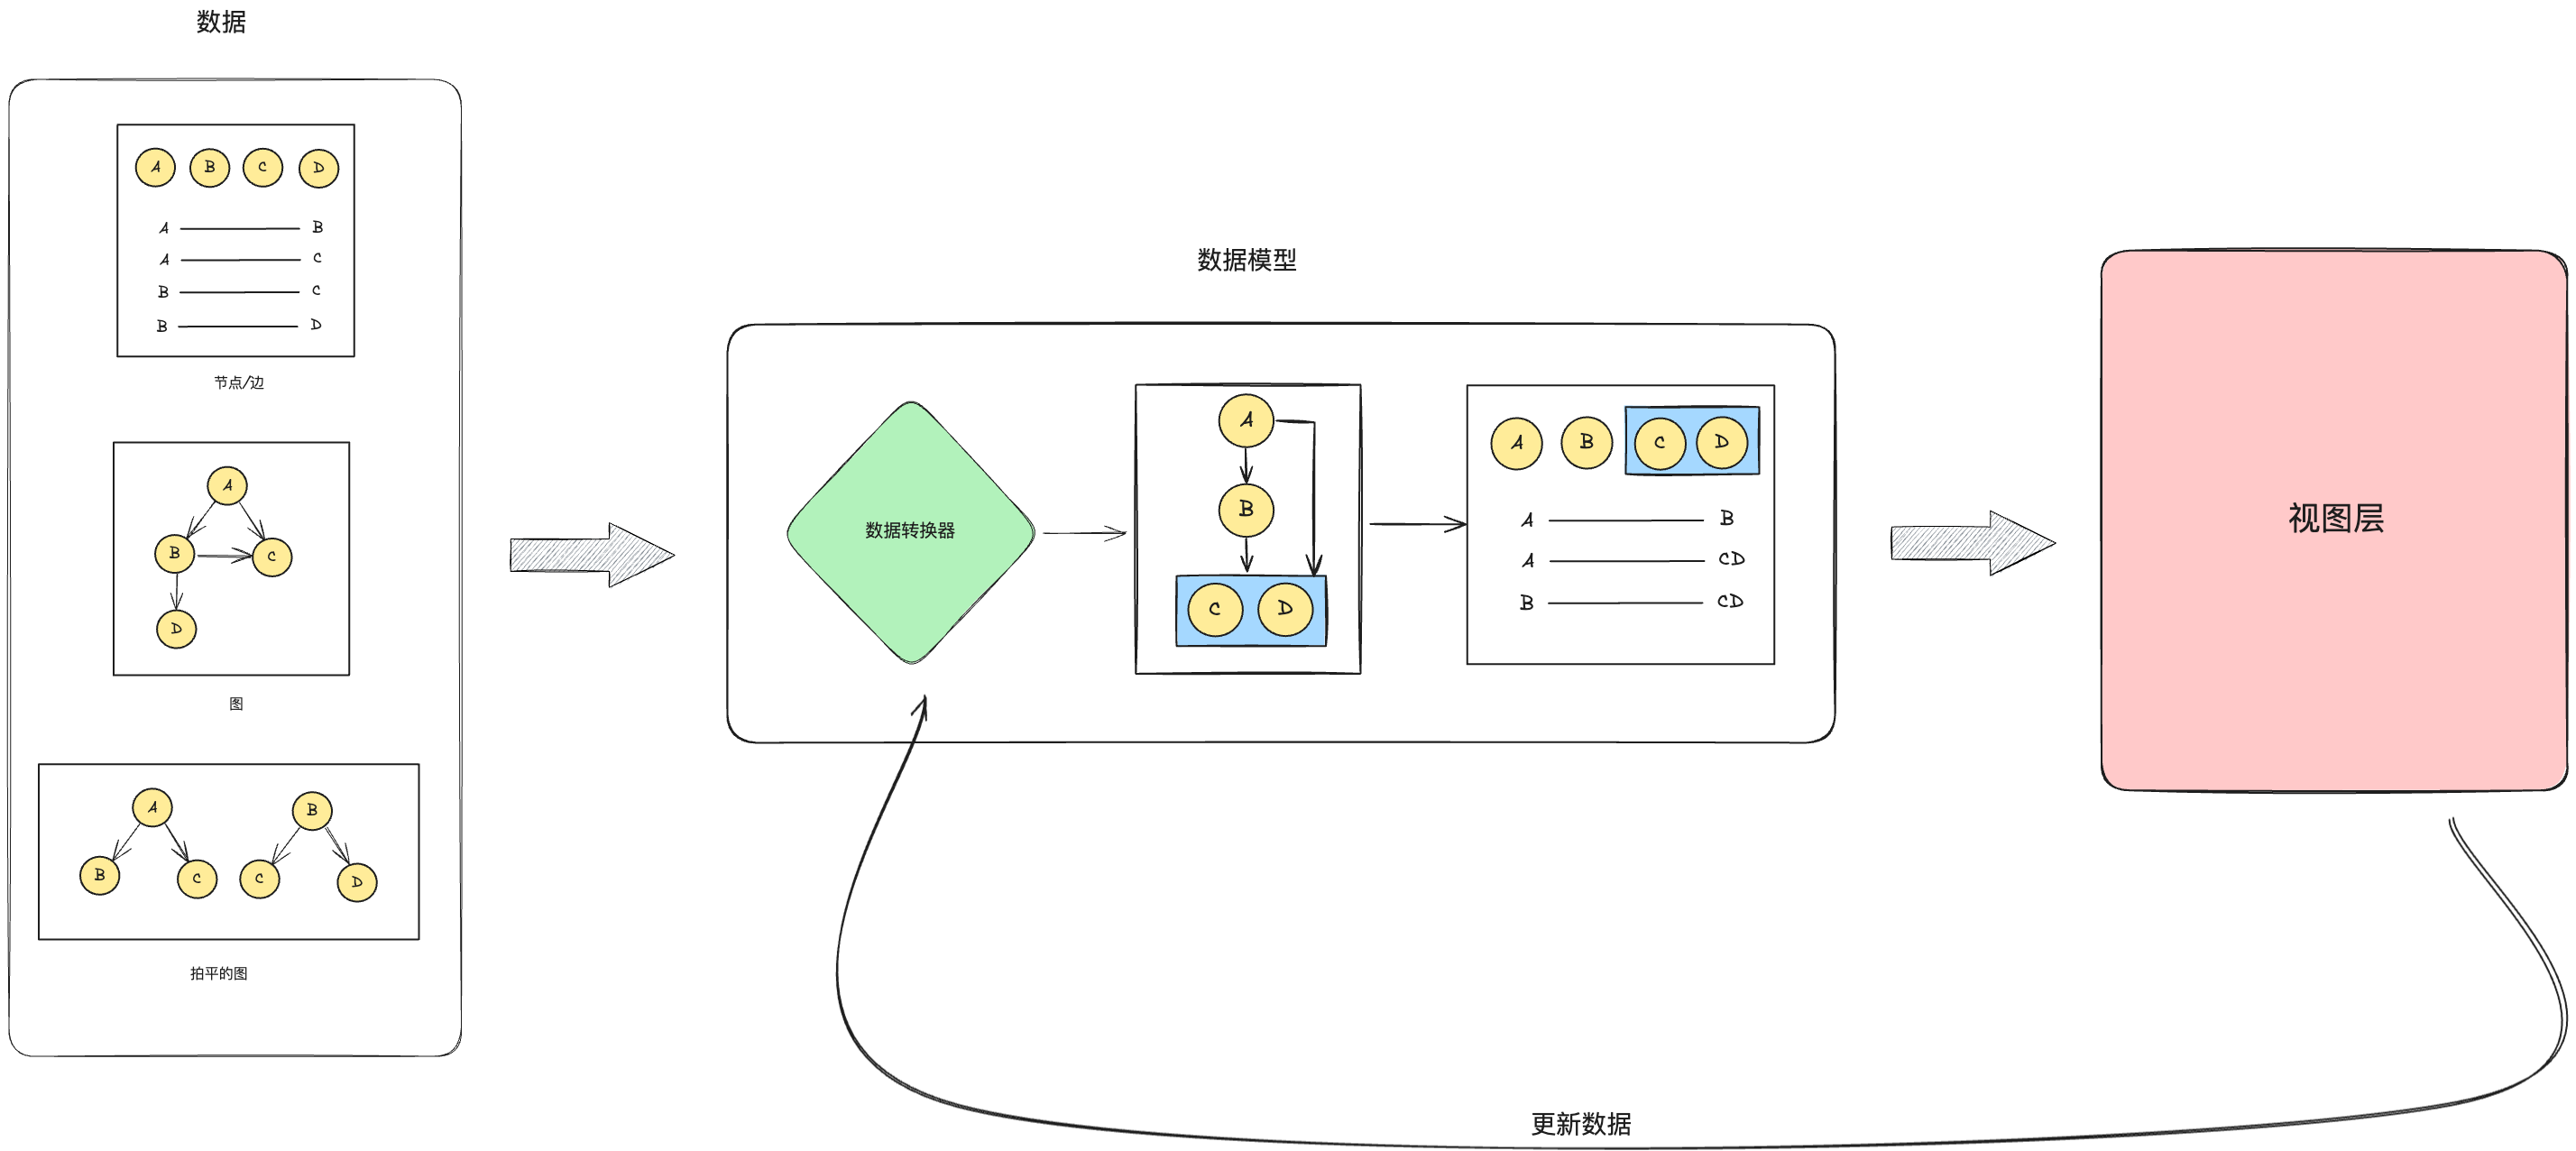 数据
A B C D
A B
A C
B C
B D
节点/边
A
B C
D
图
A B
B C C D
拍平的图
数据模型
数据转换器
A
B
C D
A B C D
A B
A CD
B CD
视图层
更新数据